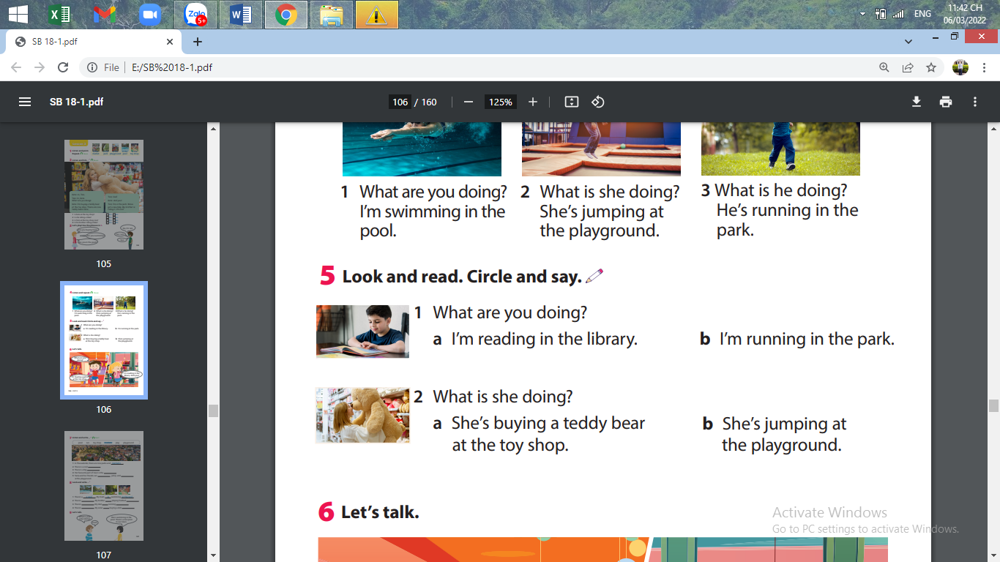 Zalo
5+
ENG
11:42 CH
06/03/2022
SB 18-1.pdf
File
E:/SB%2018-1.pdf
SB 18-1.pdf
106 / 160
125%
105
106
107
1 What are you doing?
I'm swimming in the
pool.
2 What is she doing?
She's jumping at
the playground.
3 What is he doing?
He's running in the
park.
5 Look and read. Circle and say.
1 What are you doing?
a I'm reading in the library.
b I'm running in the park.
2 What is she doing?
a She's buying a teddy bear
at the toy shop.
b She's jumping at
the playground.
6 Let's talk.
Activate Windows
Go to PC settings to activate Windows.